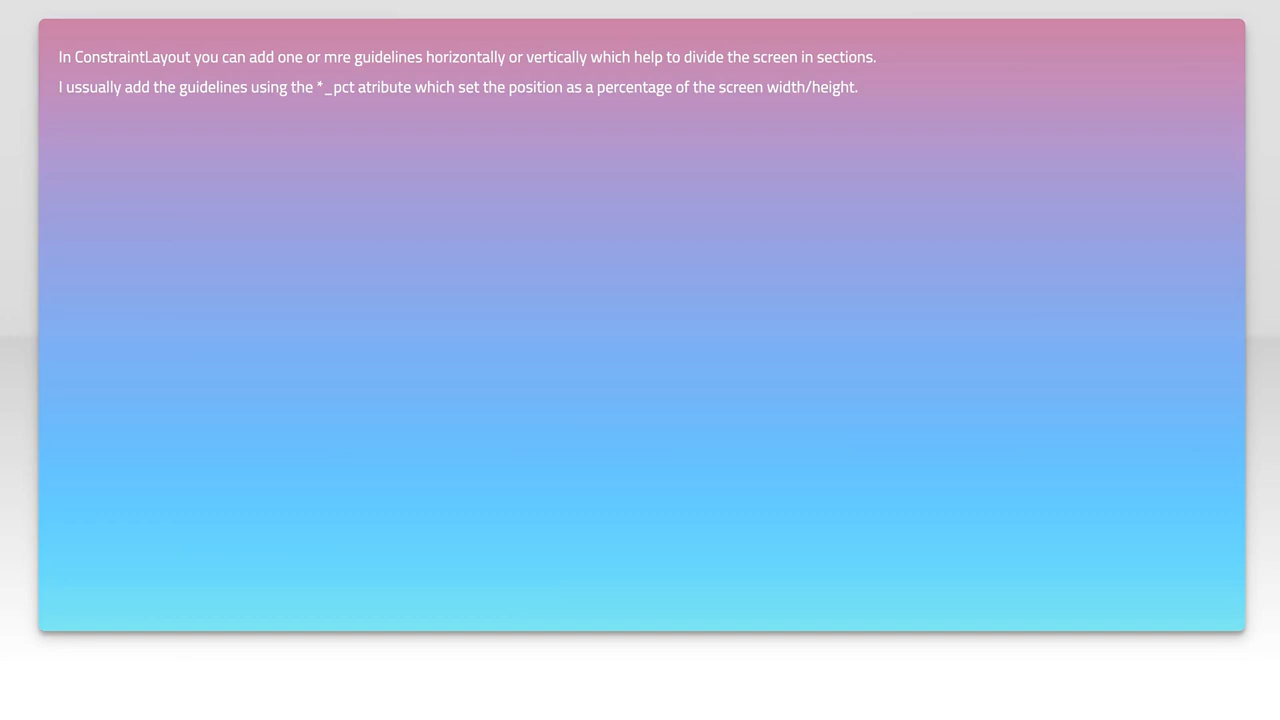 In ConstraintLayout you can add one or mre guidelines horizontally or vertically which help to divide the screen in sections.
I ussually add the guidelines using the *_pct atribute which set the position as a percentage of the screen width/height.